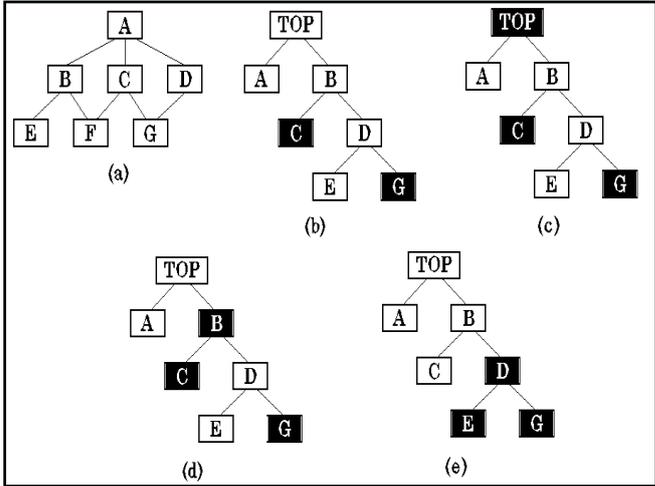 A
B C D
E F G
(a)
TOP
A B
C D
E G
(b)
TOP
A B
C D
E G
(c)
TOP
A B
C D
E G
(d)
TOP
A B
C D
E G
(e)